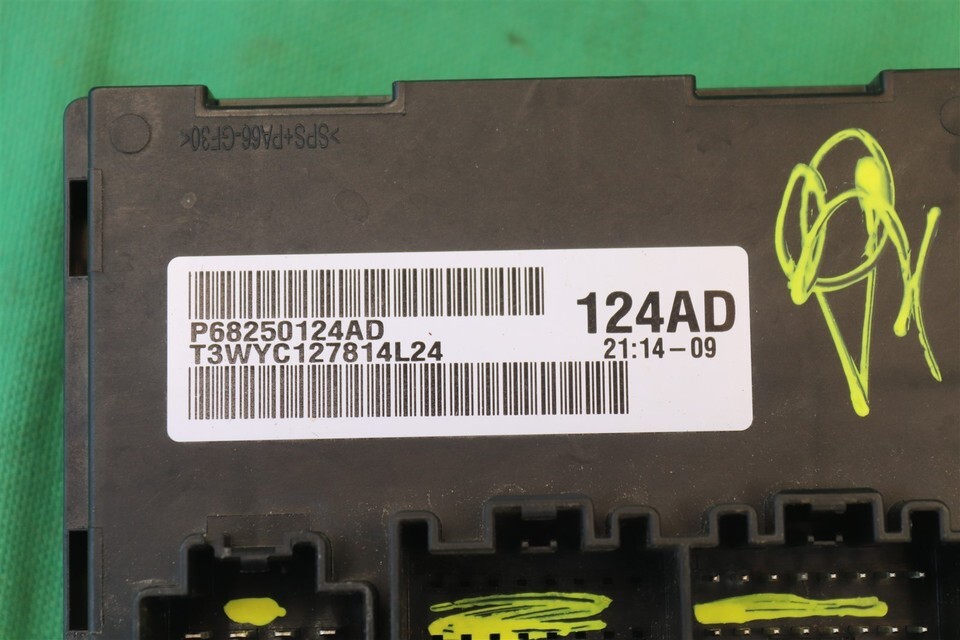 >SPS+PA66-GF30<
P68250124AD
T3WYC127814L24
124AD
21:14-09